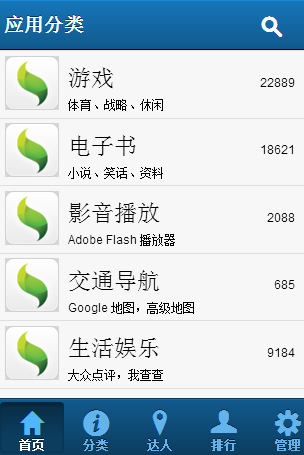 应用分类
游戏 22889
体育、战略、休闲
电子书 18621
小说、笑话、资料
影音播放 2088
Adobe Flash 播放器
交通导航 685
Google 地图，高级地图
生活娱乐 9184
大众点评，我查查
首页 分类 达人 排行 管理